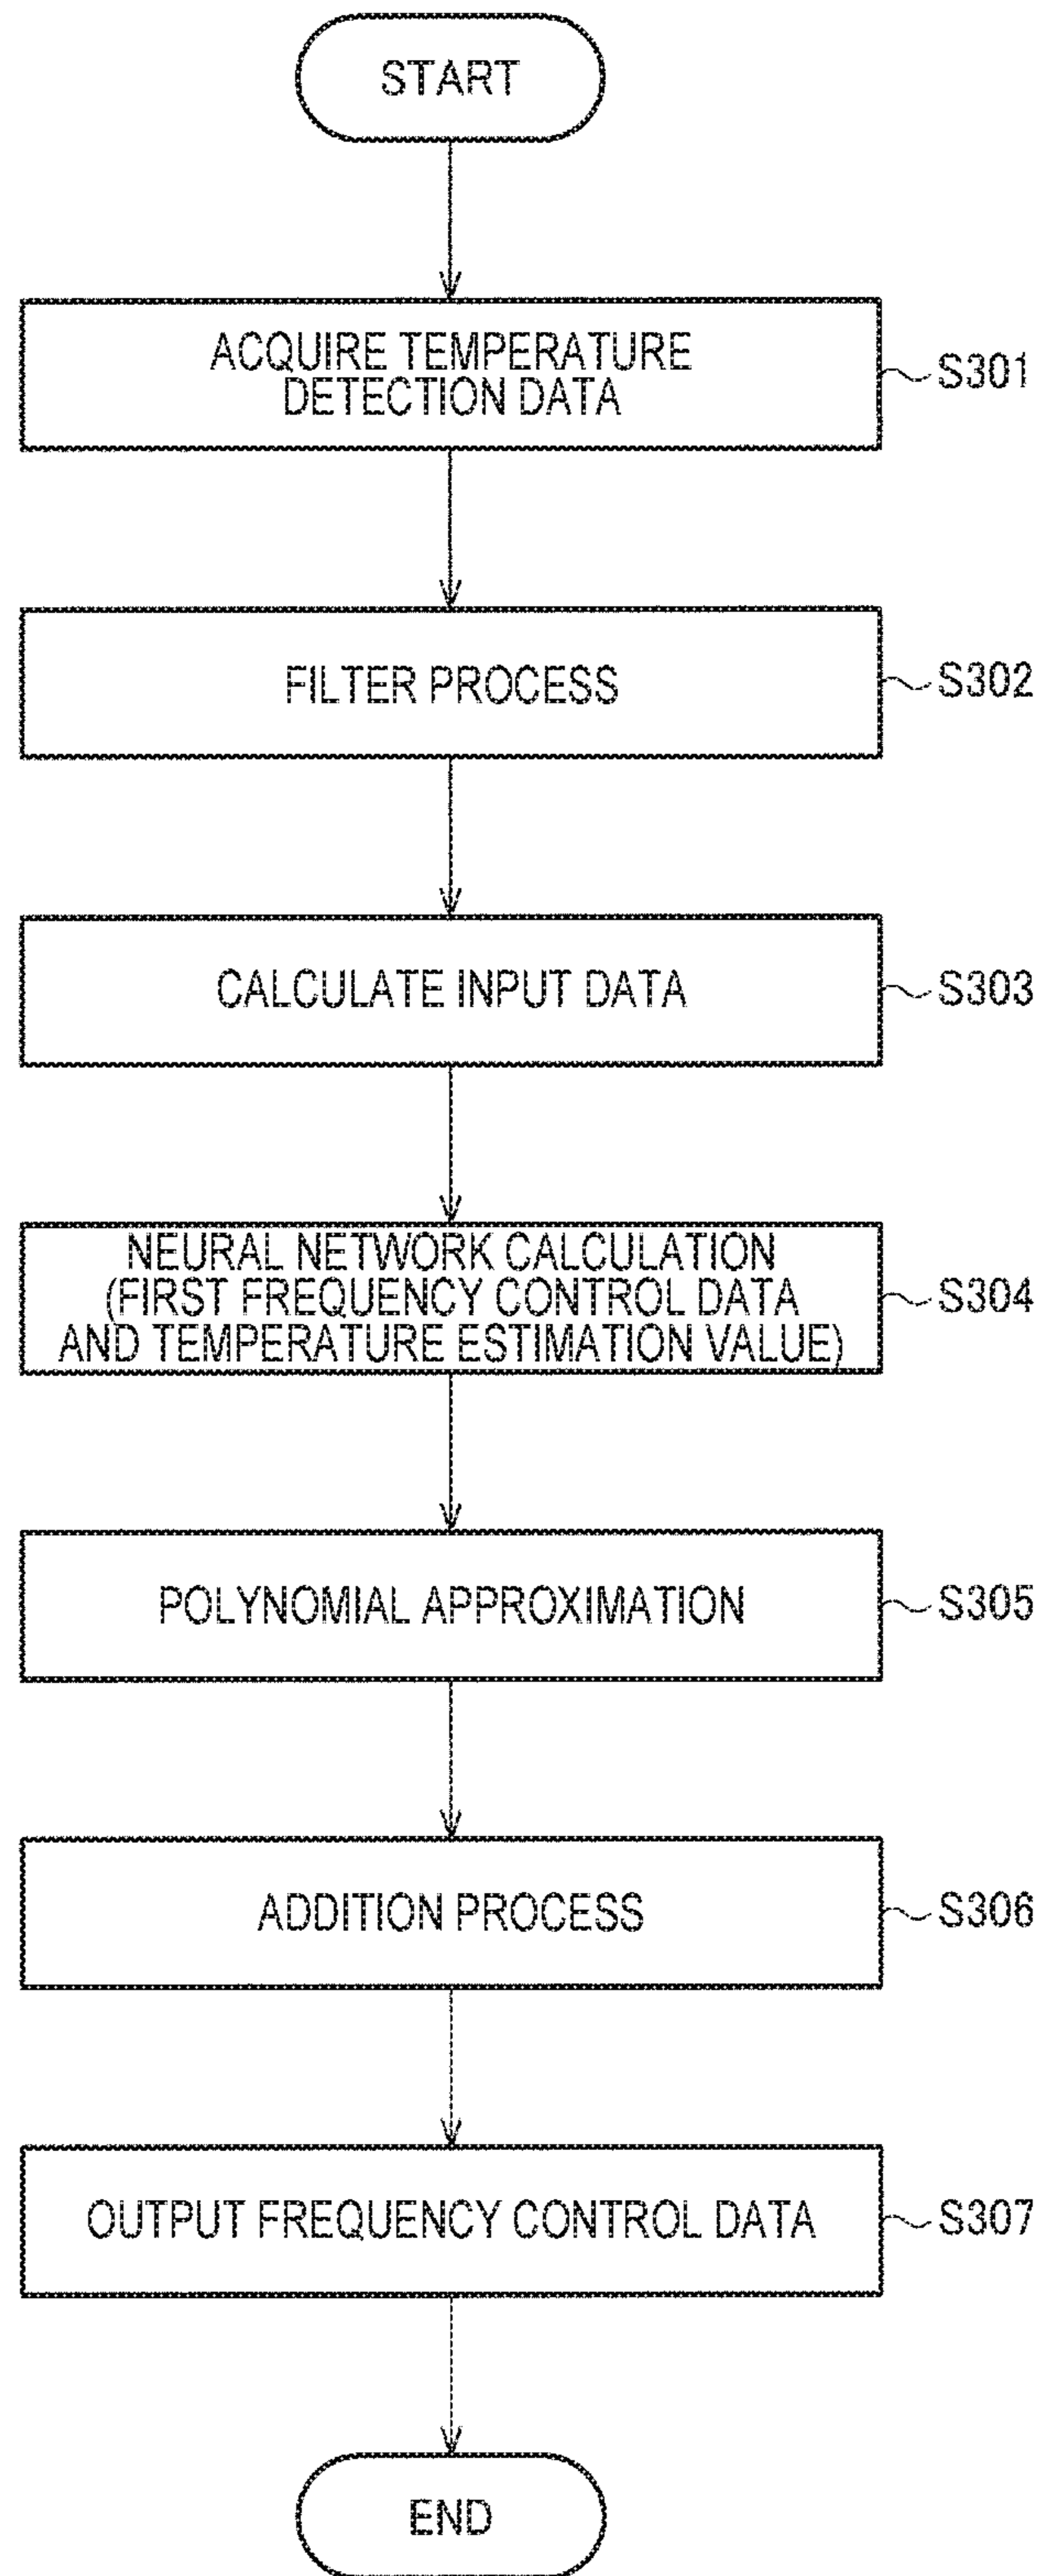 START
ACQUIRE TEMPERATURE
DETECTION DATA
S301
FILTER PROCESS
S302
CALCULATE INPUT DATA
S303
NEURAL NETWORK CALCULATION
(FIRST FREQUENCY CONTROL DATA
AND TEMPERATURE ESTIMATION VALUE)
S304
POLYNOMIAL APPROXIMATION
S305
ADDITION PROCESS
S306
OUTPUT FREQUENCY CONTROL DATA
S307
END